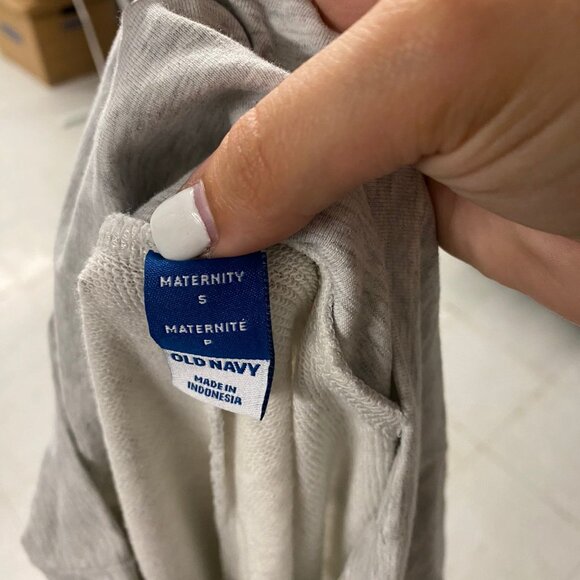 MATERNITY
S
MATERNITÉ
P
OLD NAVY
MADE IN
INDONESIA